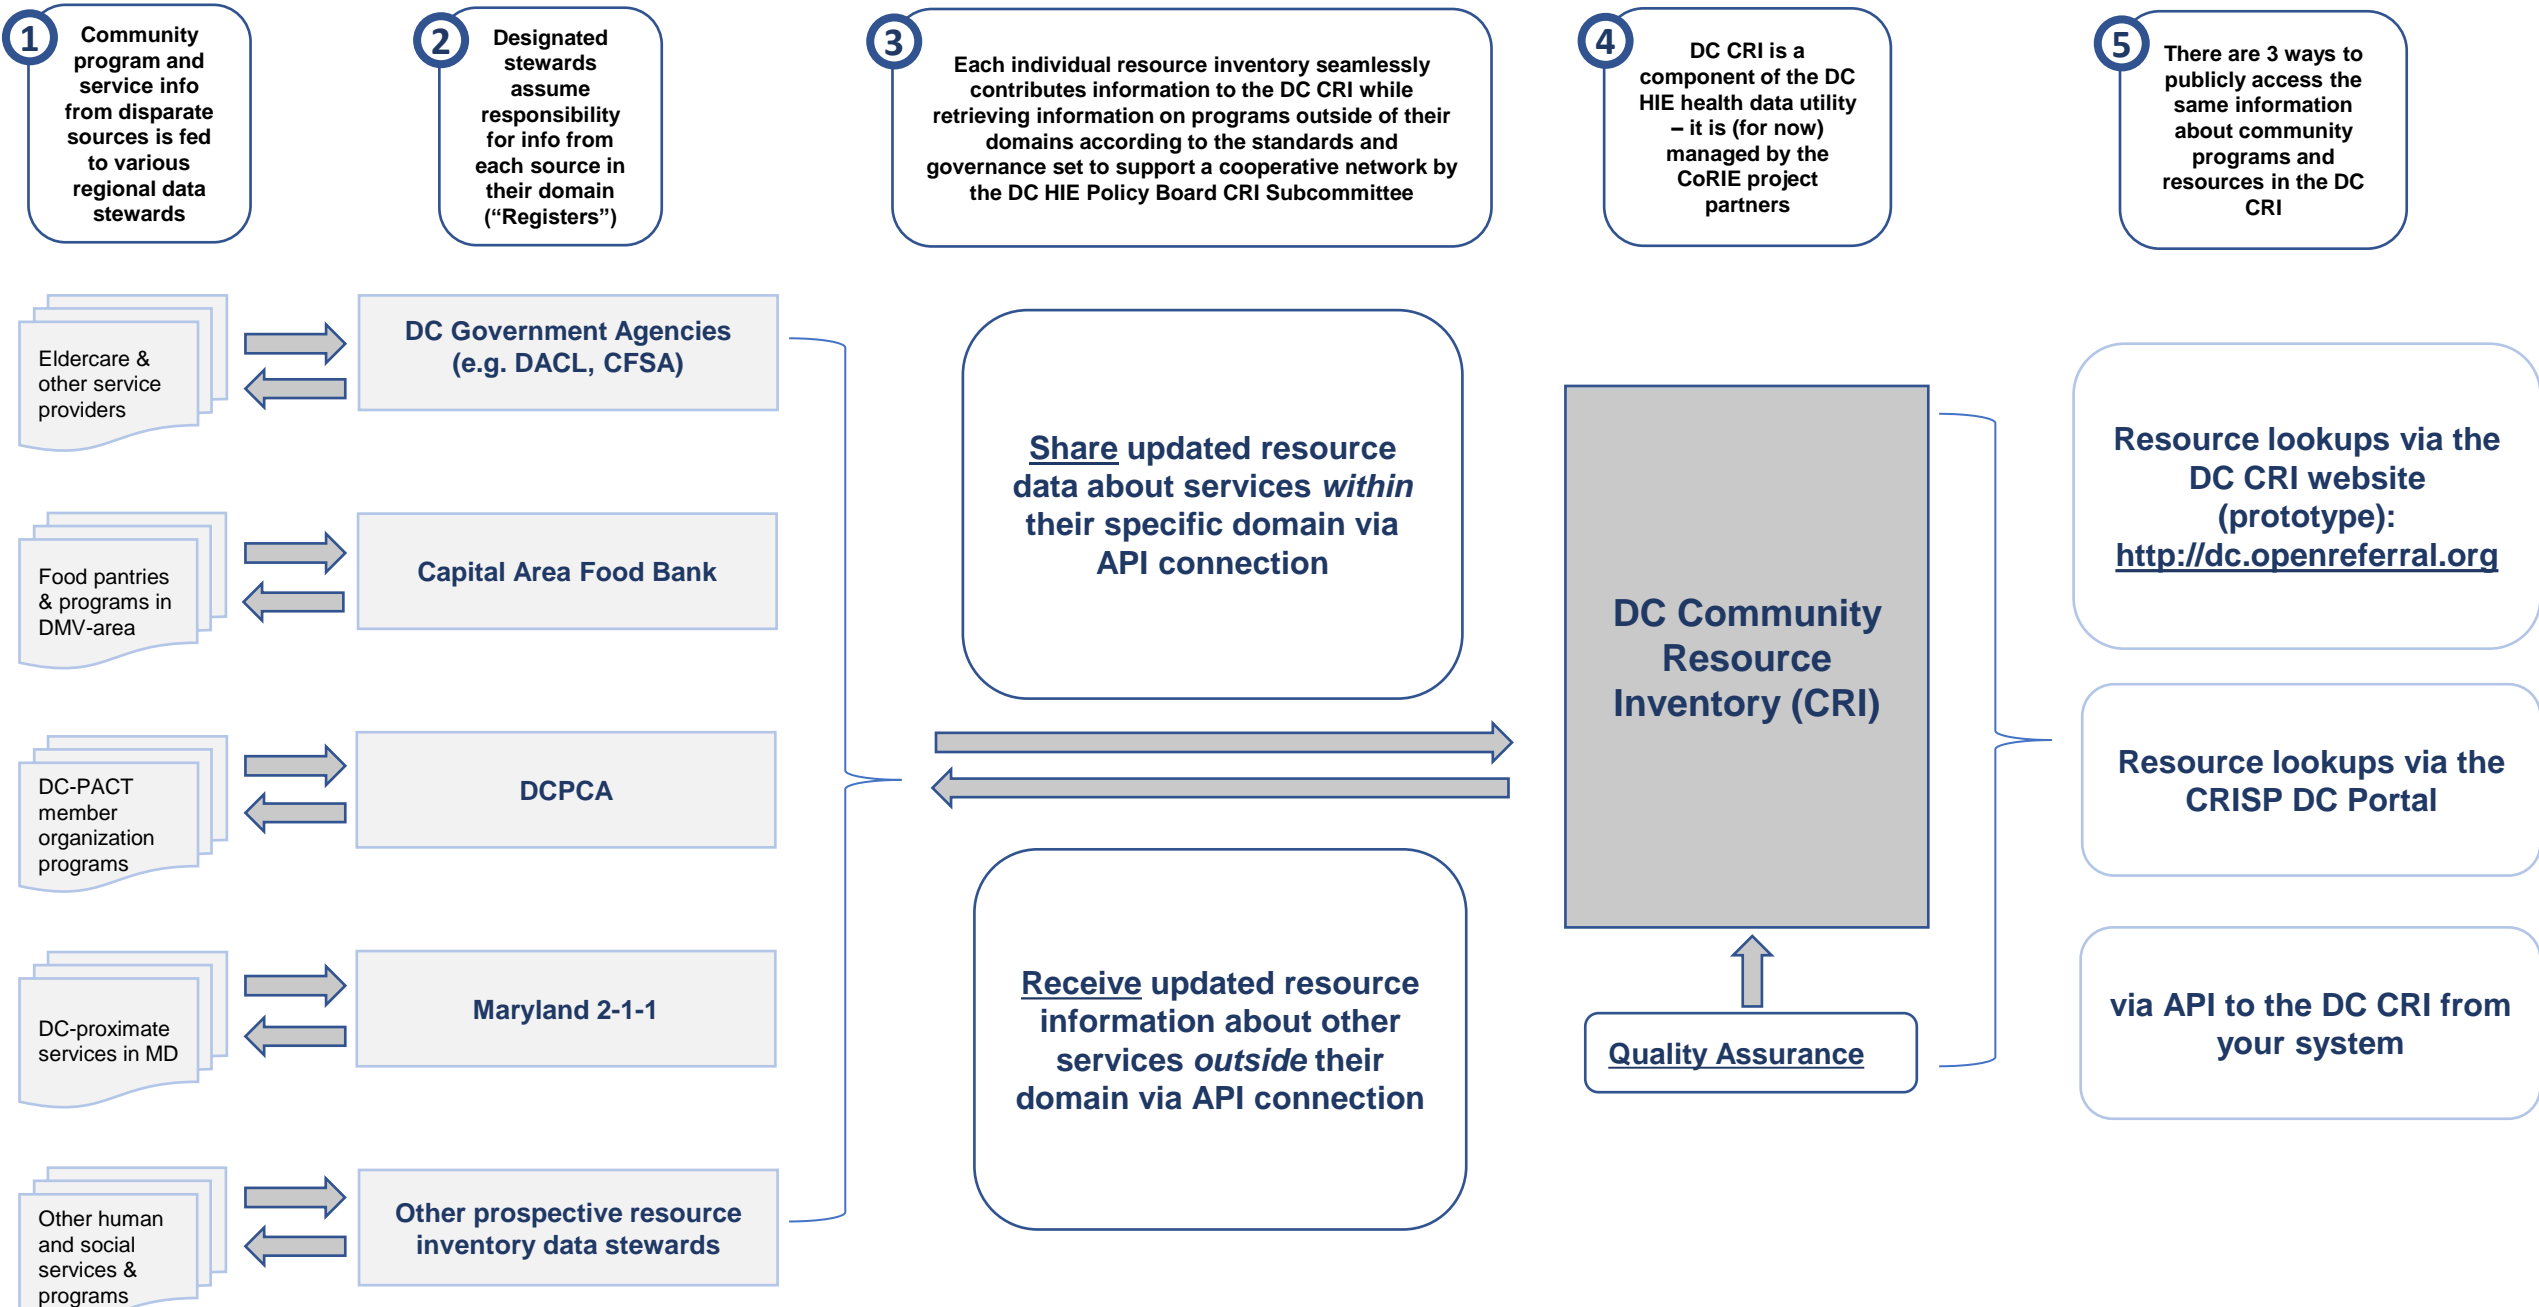 1
Community
program and
service info
from disparate
sources is fed
to various
regional data
stewards
2
Designated
stewards
assume
responsibility
for info from
each source in
their domain
(“Registers”)
3
Each individual resource inventory seamlessly
contributes information to the DC CRI while
retrieving information on programs outside of their
domains according to the standards and
governance set to support a cooperative network by
the DC HIE Policy Board CRI Subcommittee
4
DC CRI is a
component of the DC
HIE health data utility
– it is (for now)
managed by the
CoRIE project
partners
5
There are 3 ways to
publicly access the
same information
about community
programs and
resources in the DC
CRI
Eldercare &
other service
providers
DC Government Agencies
(e.g. DACL, CFSA)
Food pantries
& programs in
DMV-area
Capital Area Food Bank
DC-PACT
member
organization
programs
DCPCA
DC-proximate
services in MD
Maryland 2-1-1
Other human
and social
services &
programs
Other prospective resource
inventory data stewards
Share updated resource
data about services within
their specific domain via
API connection
Receive updated resource
information about other
services outside their
domain via API connection
DC Community
Resource
Inventory (CRI)
Quality Assurance
Resource lookups via the
DC CRI website
(prototype):
http://dc.openreferral.org
Resource lookups via the
CRISP DC Portal
via API to the DC CRI from
your system